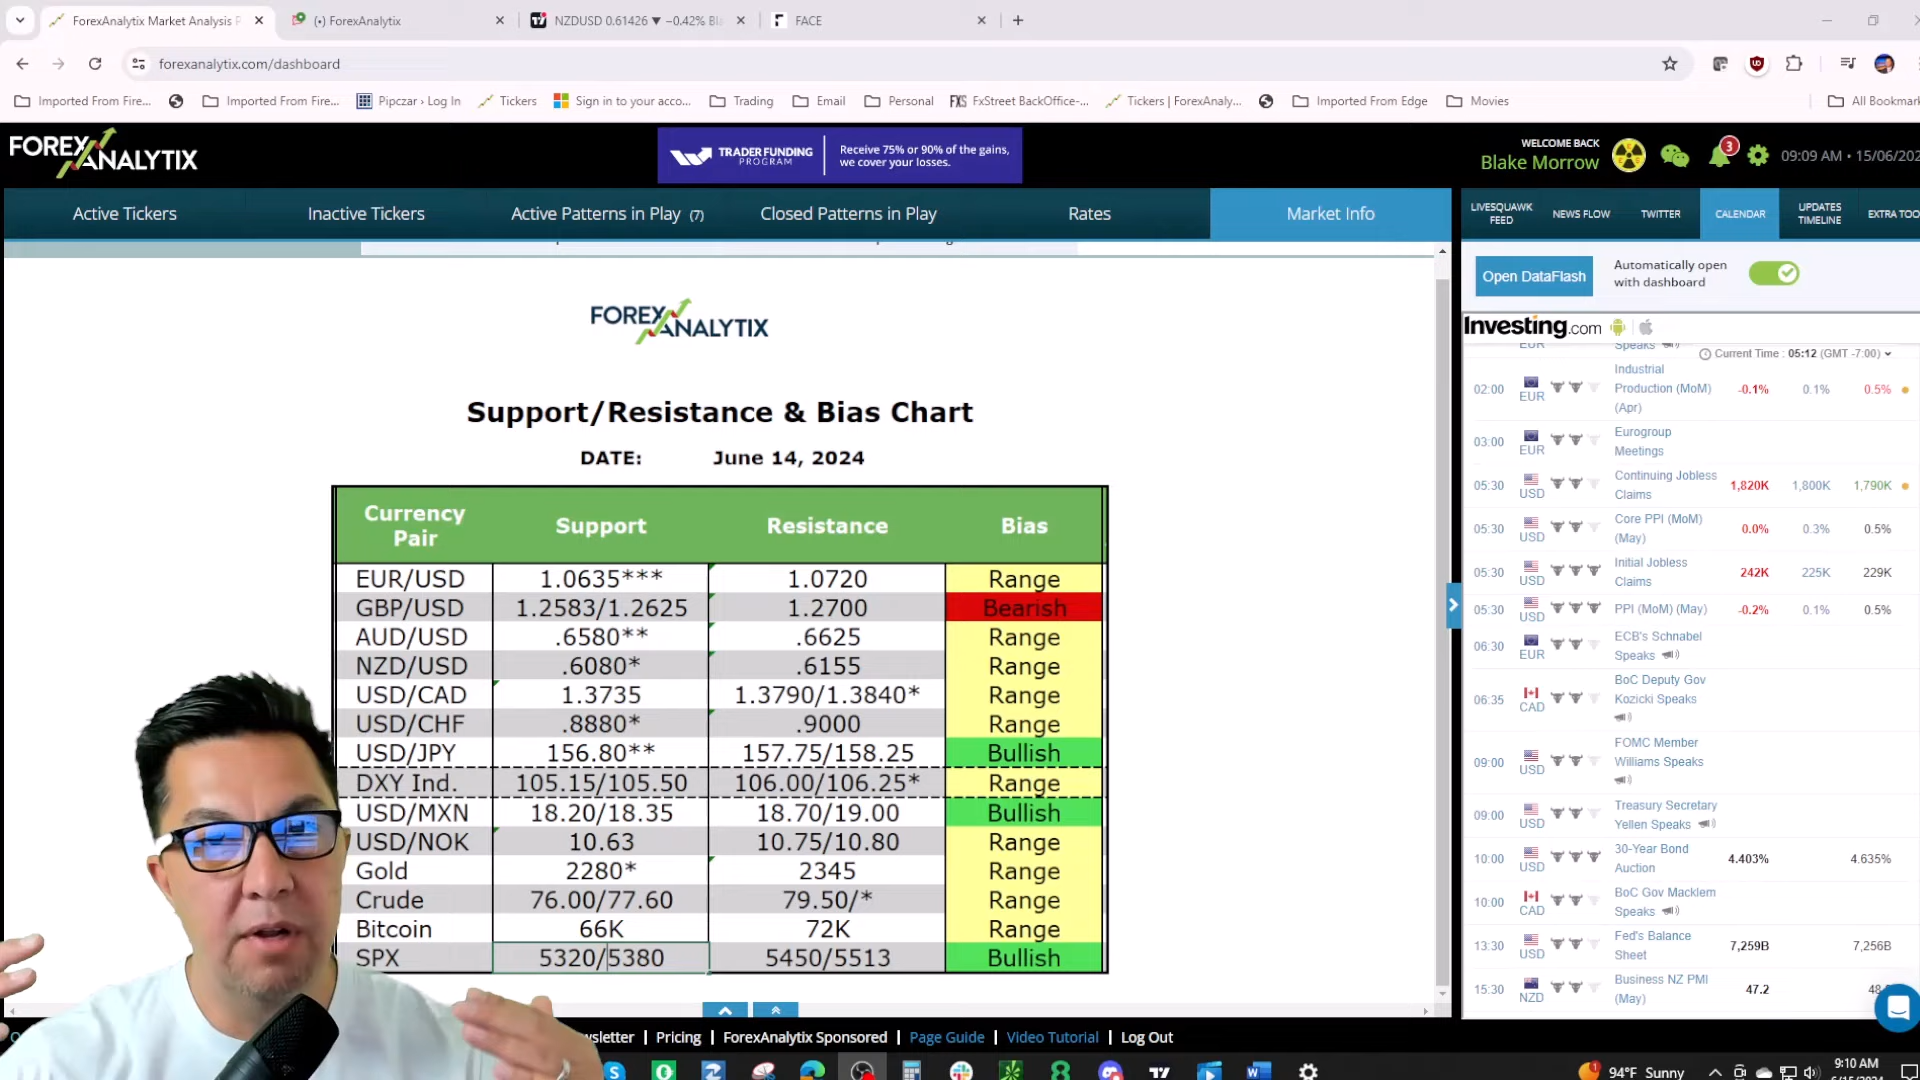 ForexAnalytix Market Analysis P
(•) ForexAnalytix
NZDUSD 0.61426 ▼ −0.42% Bl
FACE
forexanalytix.com/dashboard
Imported From Fire...
Imported From Fire...
Pipczar › Log In
Tickers
Sign in to your acco...
Trading
Email
Personal
FXS FxStreet BackOffice-...
Tickers | ForexAnaly...
Imported From Edge
Movies
All Bookmark
FOREX ANALYTIX
TRADER FUNDING PROGRAM
Receive 75% or 90% of the gains,
we cover your losses.
WELCOME BACK
Blake Morrow
3
09:09 AM • 15/06/202
Active Tickers
Inactive Tickers
Active Patterns in Play (7)
Closed Patterns in Play
Rates
Market Info
LIVESQUAWK FEED
NEWS FLOW
TWITTER
CALENDAR
UPDATES TIMELINE
EXTRA TOO
Open DataFlash
Automatically open
with dashboard
Investing.com
Current Time : 05:12 (GMT -7:00)
FOREX ANALYTIX
Support/Resistance & Bias Chart
DATE: June 14, 2024
Currency Pair Support Resistance Bias
EUR/USD 1.0635*** 1.0720 Range
GBP/USD 1.2583/1.2625 1.2700 Bearish
AUD/USD .6580** .6625 Range
NZD/USD .6080* .6155 Range
USD/CAD 1.3735 1.3790/1.3840* Range
USD/CHF .8880* .9000 Range
USD/JPY 156.80** 157.75/158.25 Bullish
DXY Ind. 105.15/105.50 106.00/106.25* Range
USD/MXN 18.20/18.35 18.70/19.00 Bullish
USD/NOK 10.63 10.75/10.80 Range
Gold 2280* 2345 Range
Crude 76.00/77.60 79.50/* Range
Bitcoin 66K 72K Range
SPX 5320/5380 5450/5513 Bullish
EUR Speaks
02:00 EUR Industrial Production (MoM) (Apr) -0.1% 0.1% 0.5%
03:00 EUR Eurogroup Meetings
05:30 USD Continuing Jobless Claims 1,820K 1,800K 1,790K
05:30 USD Core PPI (MoM) (May) 0.0% 0.3% 0.5%
05:30 USD Initial Jobless Claims 242K 225K 229K
05:30 USD PPI (MoM) (May) -0.2% 0.1% 0.5%
06:30 EUR ECB's Schnabel Speaks
06:35 CAD BoC Deputy Gov Kozicki Speaks
09:00 USD FOMC Member Williams Speaks
09:00 USD Treasury Secretary Yellen Speaks
10:00 USD 30-Year Bond Auction 4.403% 4.635%
10:00 CAD BoC Gov Macklem Speaks
13:30 USD Fed's Balance Sheet 7,259B 7,256B
15:30 NZD Business NZ PMI (May) 47.2 48
wsletter
Pricing
ForexAnalytix Sponsored
Page Guide
Video Tutorial
Log Out
94°F Sunny
9:10 AM